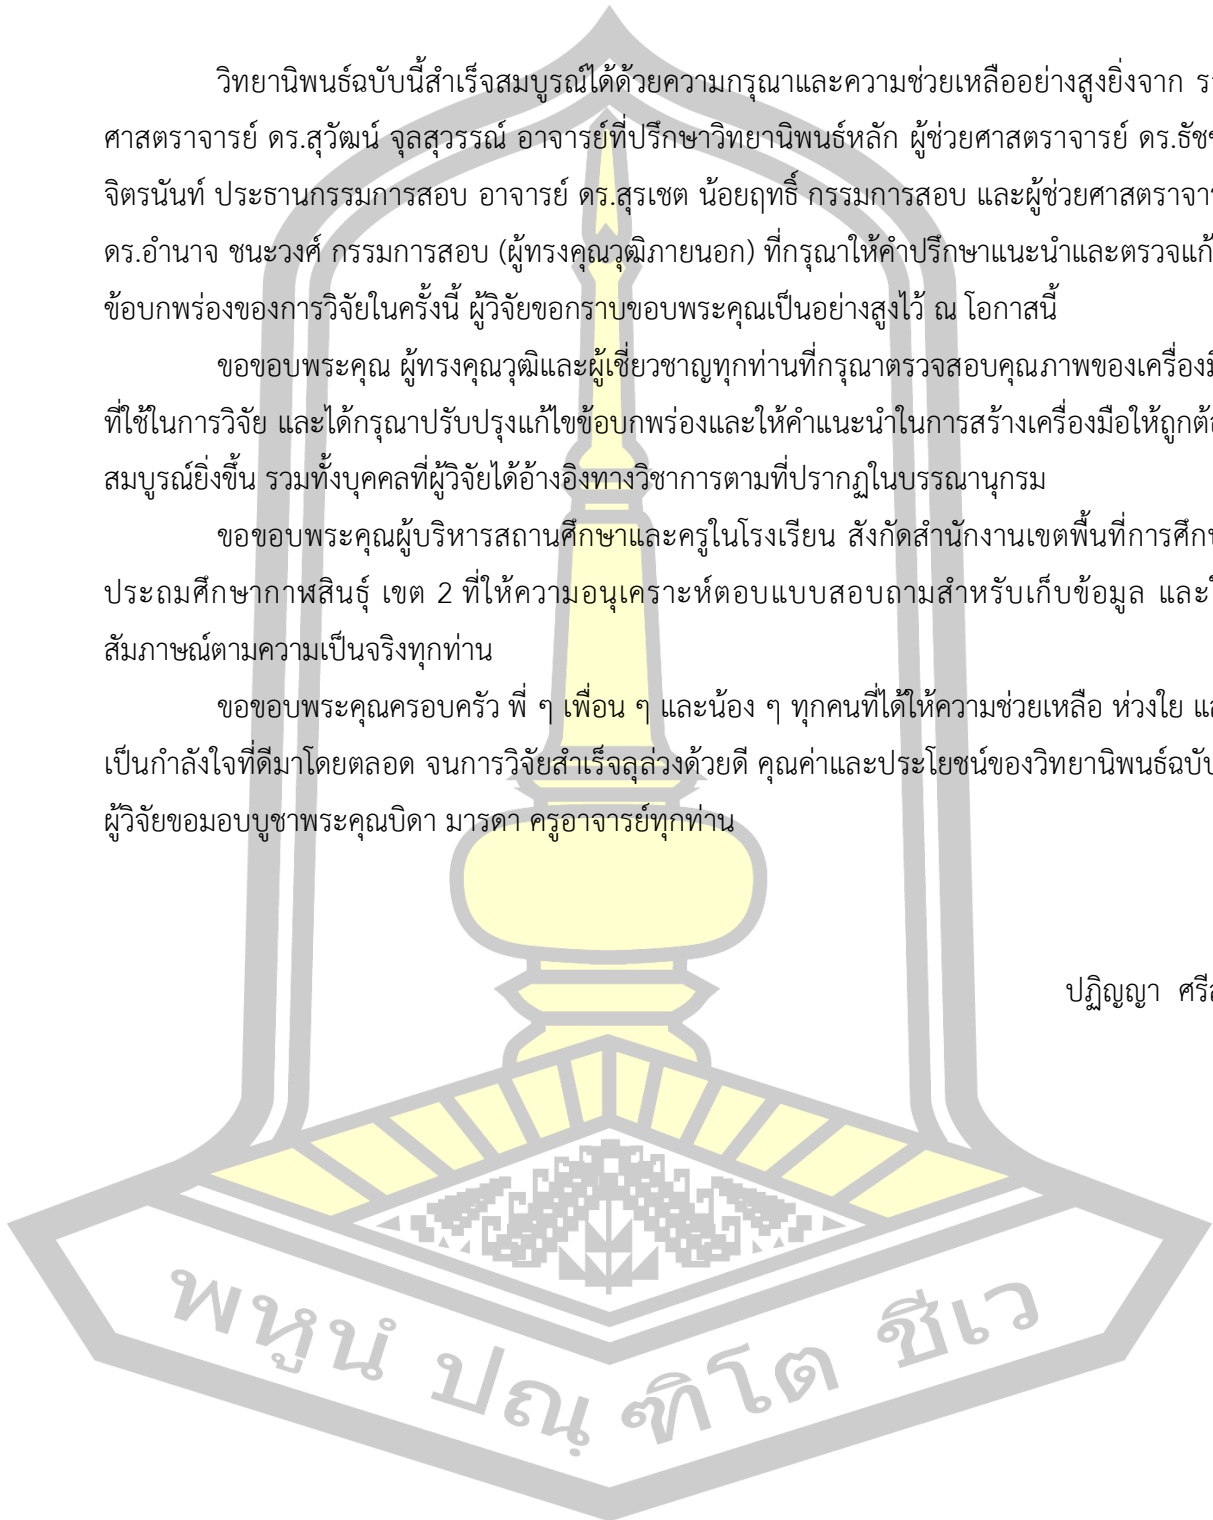 วิทยานิพนธ์ฉบับนี้สำเร็จสมบูรณ์ได้ด้วยความกรุณาและความช่วยเหลืออย่างสูงยิ่งจาก
ศาสตราจารย์ ดร.สุวัฒน์ จุลสุวรรณ์ อาจารย์ที่ปรึกษาวิทยานิพนธ์หลัก ผู้ช่วยศาสตราจารย์
จิตรนันท์ ประธานกรรมการสอบ อาจารย์ ดร.สุรเชต น้อยฤทธิ์ กรรมการสอบ
ดร.อำนาจ ชนะวงศ์ กรรมการสอบ (ผู้ทรงคุณวุฒิภายนอก) ที่กรุณาให้คำปรึกษาแนะนำและตรวจแก้
ข้อบกพร่องของการวิจัยในครั้งนี้ ผู้วิจัยขอกราบขอบพระคุณเป็นอย่างสูงไว้ ณ โอกาสนี้
ขอขอบพระคุณ ผู้ทรงคุณวุฒิและผู้เชี่ยวชาญทุกท่านที่กรุณาตรวจสอบคุณภาพของ
ที่ใช้ในการวิจัย และได้กรุณาปรับปรุงแก้ไขข้อบกพร่องและให้คำแนะนำในการสร้างเครื่องมือให้
สมบูรณ์ยิ่งขึ้น รวมทั้งบุคคลที่ผู้วิจัยได้อ้างอิงทางวิชาการตามที่ปรากฏในบรรณานุกรม
ขอขอบพระคุณผู้บริหารสถานศึกษาและครูในโรงเรียน สังกัดสำนักงานเขตพื้นที่
ประถมศึกษากาฬสินธุ์ เขต 2 ที่ให้ความอนุเคราะห์ตอบแบบสอบถามสำหรับเก็บข้อมูล และ
สัมภาษณ์ตามความเป็นจริงทุกท่าน
ขอขอบพระคุณครอบครัว พี่ ๆ เพื่อน ๆ และน้อง ๆ ทุกคนที่ได้ให้ความช่วยเหลือ ห่วงใย
เป็นกำลังใจที่ดีมาโดยตลอด จนการวิจัยสำเร็จลุล่วงด้วยดี คุณค่าและประโยชน์ของวิทยานิพนธ์ฉบับ
ผู้วิจัยขอมอบบูชาพระคุณบิดา มารดา ครูอาจารย์ทุกท่าน
ปฏิญญา
พหูนํ ปณฺ ฑิโต ชีเว